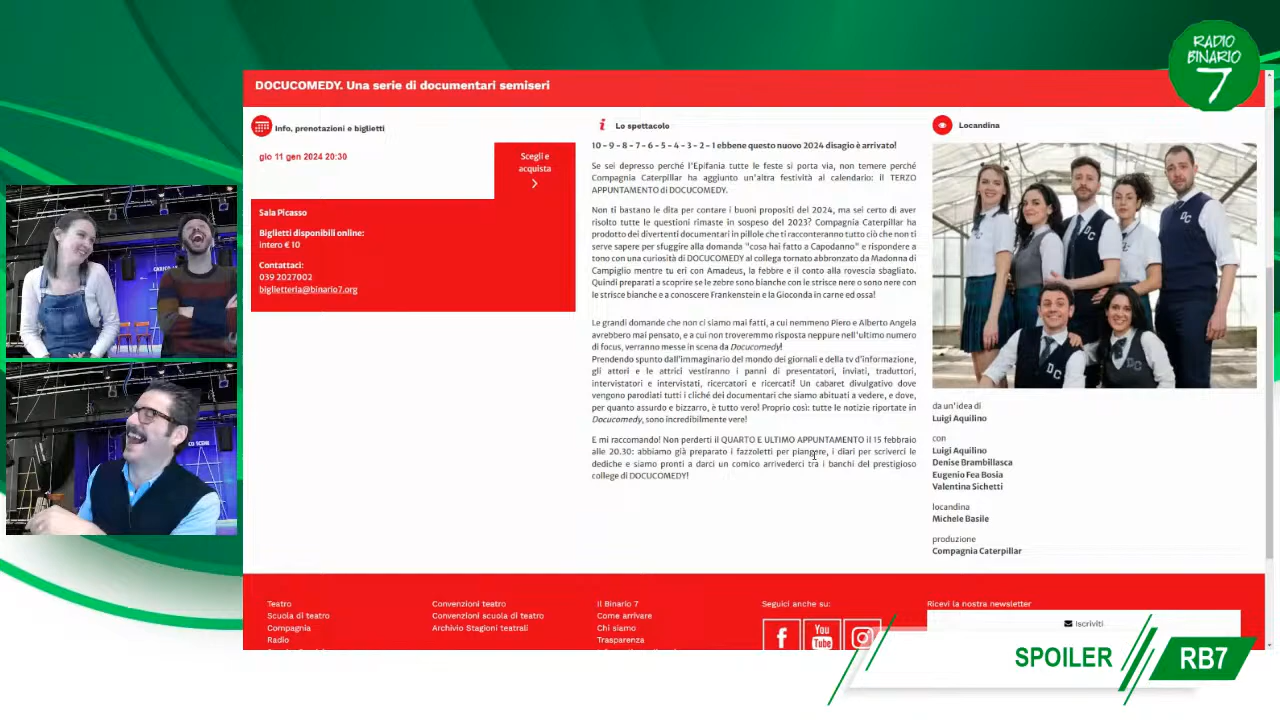 RADIO
BINARIO
7
DOCUCOMEDY. Una serie di documentari semiseri
Info, prenotazioni e biglietti
gio 11 gen 2024 20:30
Scegli e
acquista
Sala Picasso
Biglietti disponibili online:
intero € 10
Contattaci:
039 2027002
biglietteria@binario7.org
Lo spettacolo
10 - 9 - 8 - 7 - 6 - 5 - 4 - 3 - 2 - 1 ebbene questo nuovo 2024 disagio è arrivato!
Se sei depresso perché l'Epifania tutte le feste si porta via, non temere perché
Compagnia Caterpillar ha aggiunto un'altra festività al calendario: il TERZO
APPUNTAMENTO di DOCUCOMEDY.
Non ti bastano le dita per contare i buoni propositi del 2024, ma sei certo di aver
risolto tutte le questioni rimaste in sospeso del 2023? Compagnia Caterpillar ha
prodotto dei divertenti documentari in pillole che ti racconteranno tutto ciò che non ti
serve sapere per sfuggire alla domanda "cosa hai fatto a Capodanno" e rispondere a
tono con una curiosità di DOCUCOMEDY al collega tornato abbronzato da Madonna di
Campiglio mentre tu eri con Amadeus, la febbre e il conto alla rovescia sbagliato.
Quindi preparati a scoprire se le zebre sono bianche con le strisce nere o sono nere con
le strisce bianche e a conoscere Frankenstein e la Gioconda in carne ed ossa!
Le grandi domande che non ci siamo mai fatti, a cui nemmeno Piero e Alberto Angela
avrebbero mai pensato, e a cui non troveremmo risposta neppure nell'ultimo numero
di focus, verranno messe in scena da Docucomedy!
Prendendo spunto dall'immaginario del mondo dei giornali e della tv d'informazione,
gli attori e le attrici vestiranno i panni di presentatori, inviati, traduttori,
intervistatori e intervistati, ricercatori e ricercati! Un cabaret divulgativo dove
vengono parodiati tutti i cliché dei documentari che siamo abituati a vedere, e dove,
per quanto assurdo e bizzarro, è tutto vero! Proprio così: tutte le notizie riportate in
Docucomedy, sono incredibilmente vere!
E mi raccomando! Non perderti il QUARTO E ULTIMO APPUNTAMENTO il 15 febbraio
alle 20.30: abbiamo già preparato i fazzoletti per piangere, i diari per scriverci le
dediche e siamo pronti a darci un comico arrivederci tra i banchi del prestigioso
college di DOCUCOMEDY!
Locandina
DC
DC
DC
DC
da un'idea di
Luigi Aquilino
con
Luigi Aquilino
Denise Brambillasca
Eugenio Fea Bosia
Valentina Sichetti
locandina
Michele Basile
produzione
Compagnia Caterpillar
Teatro
Scuola di teatro
Compagnia
Radio
Convenzioni teatro
Convenzioni scuola di teatro
Archivio Stagioni teatrali
Il Binario 7
Come arrivare
Chi siamo
Trasparenza
Seguici anche su:
You
Tube
Ricevi la nostra newsletter
Iscriviti
SPOILER
RB7